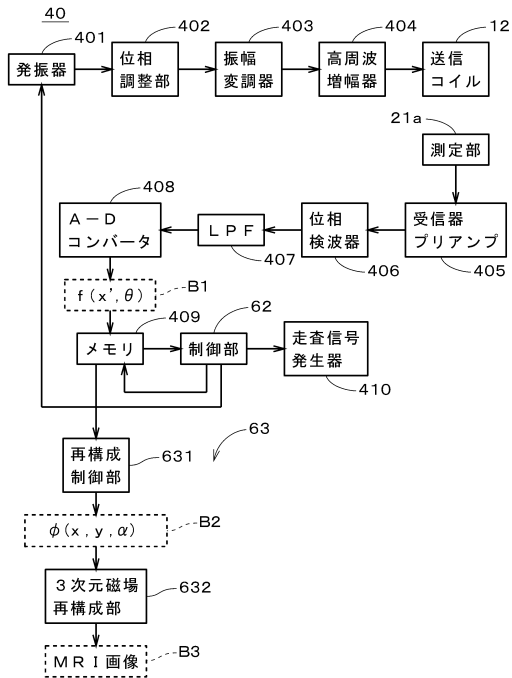 40
401
402
403
404
12
発振器
位相
調整部
振幅
変調器
高周波
増幅器
送信
コイル
21a
測定部
408
A－D
コンバータ
LPF
407
位相
検波器
406
受信器
プリアンプ
405
f(x',θ)
B1
409
62
メモリ
制御部
走査信号
発生器
410
63
再構成
制御部
631
φ(x,y,α)
B2
3次元磁場
再構成部
632
MRI画像
B3